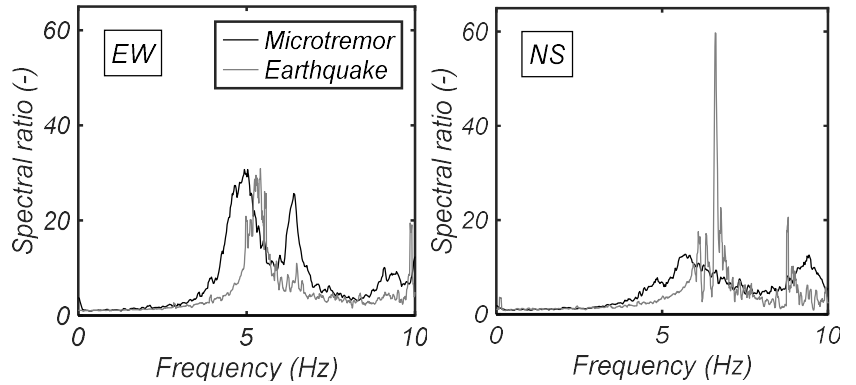 60
40
20
0
Spectral ratio (-)
EW
Microtremor
Earthquake
0
5
10
Frequency (Hz)
60
40
20
0
Spectral ratio (-)
NS
0
5
10
Frequency (Hz)